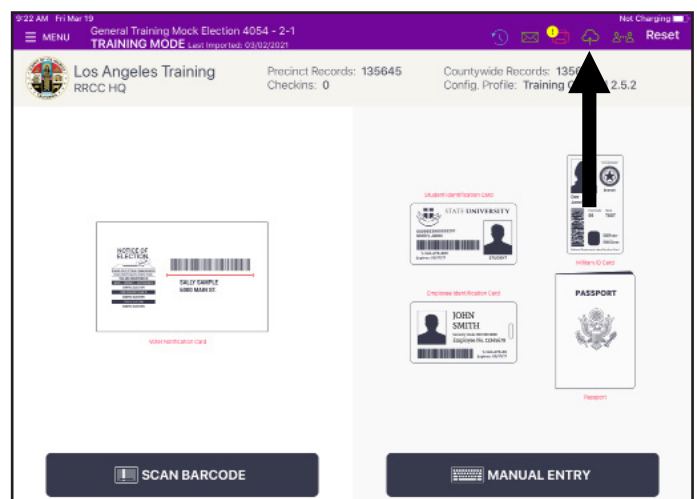 9:22 AM Fri Mar 19
Not Charging
MENU
General Training Mock Election 4054 - 2-1
TRAINING MODE Last Imported: 03/02/2021
Reset
Los Angeles Training
RRCC HQ
Precinct Records: 135645
Checkins: 0
Countywide Records:
Config. Profile: Training
2.5.2
NOTICE OF
ELECTION
SALLY SAMPLE
5000 MAIN ST.
Voter Notification Card
Student Identification Card
STATE UNIVERSITY
STUDENT
Military ID Card
Employee Identification Card
JOHN
SMITH
Employee No.
PASSPORT
Passport
SCAN BARCODE
MANUAL ENTRY